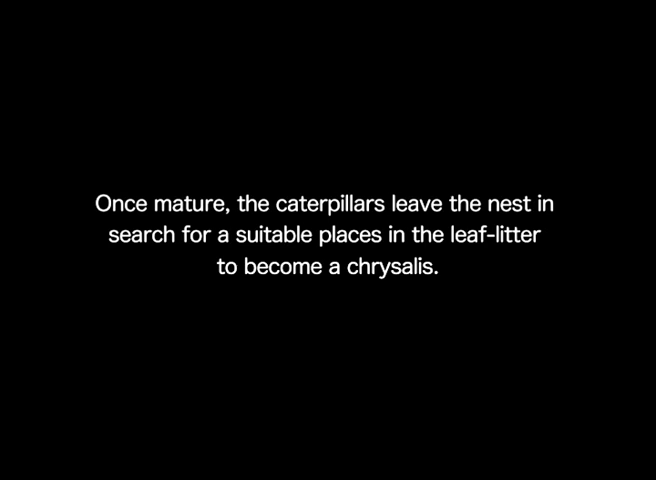 Once mature, the caterpillars leave the nest in
search for a suitable places in the leaf-litter
to become a chrysalis.